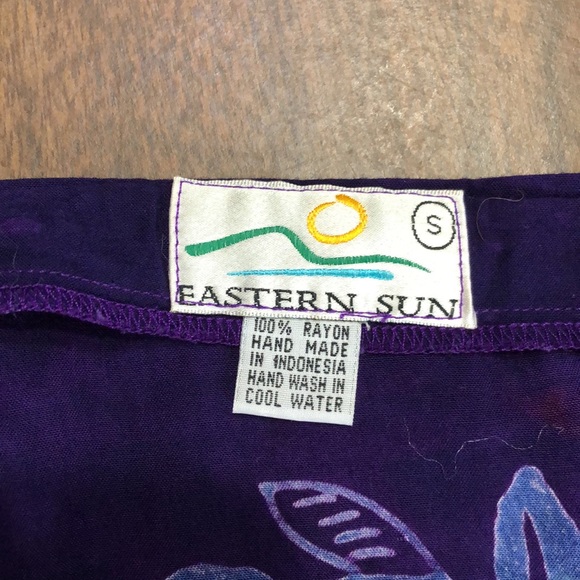 S
EASTERN SUN
100% RAYON
HAND MADE
IN INDONESIA
HAND WASH IN
COOL WATER